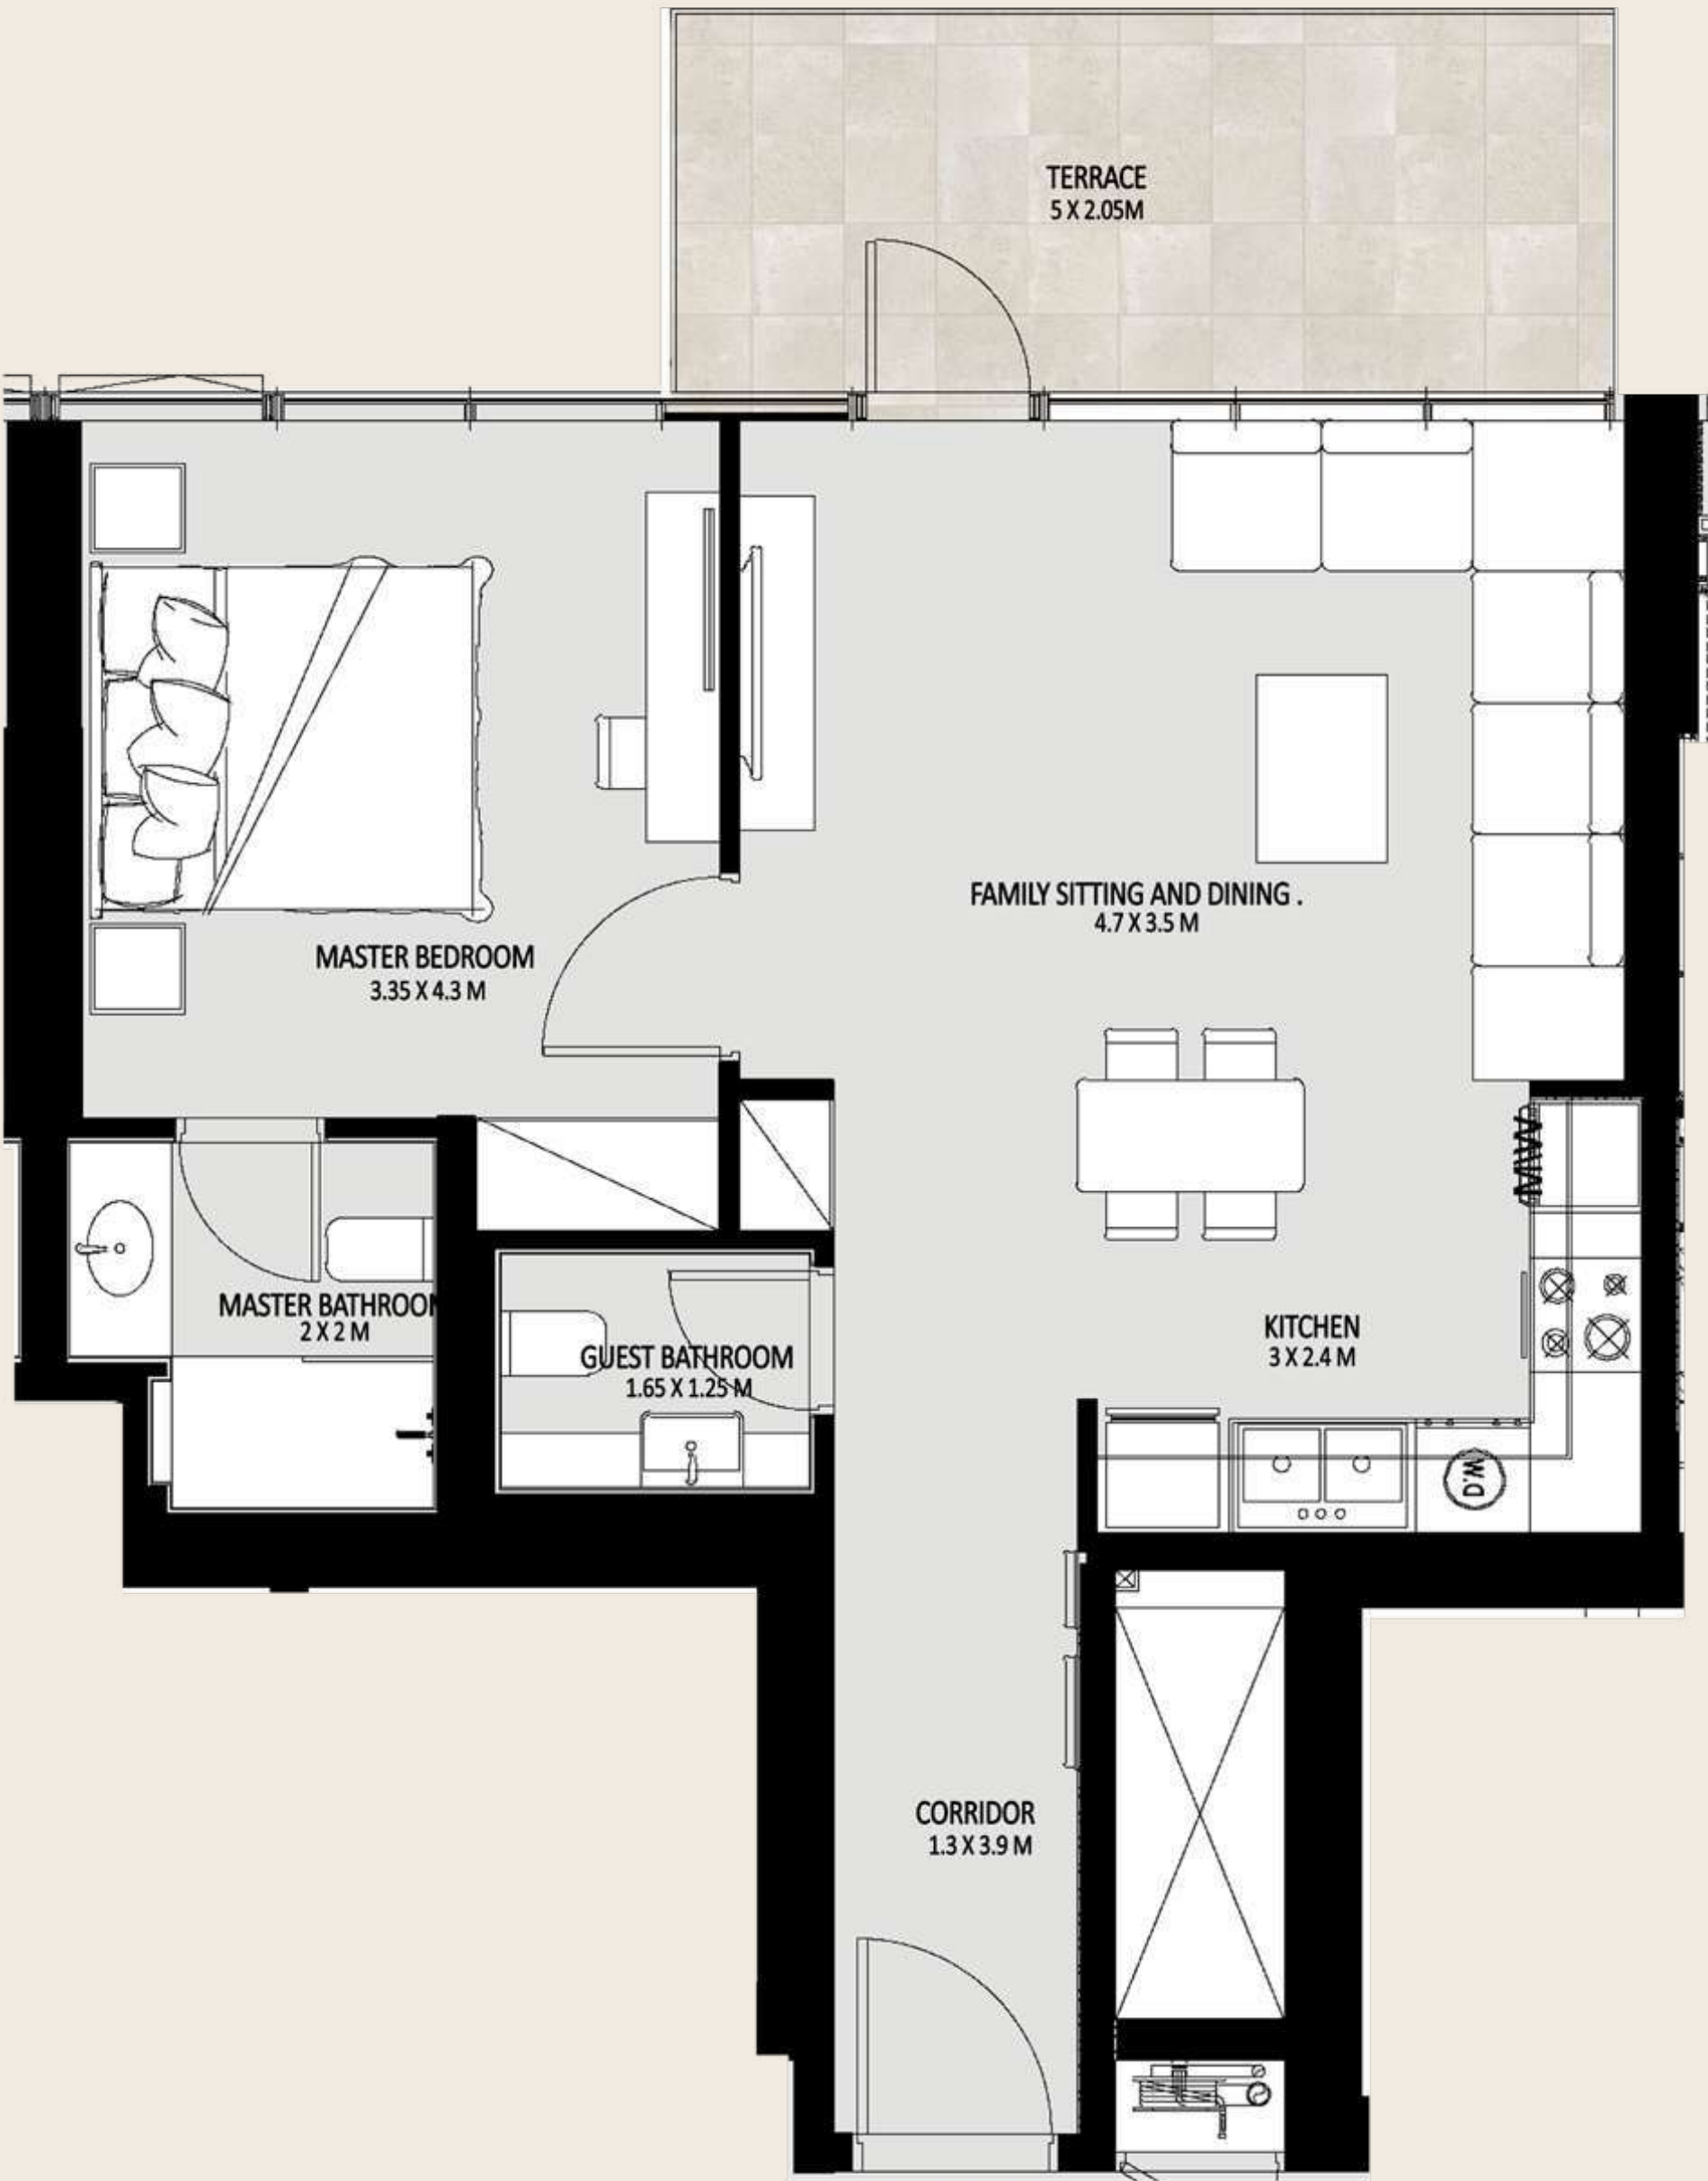 TERRACE
5 X 2.05M
FAMILY SITTING AND DINING .
4.7 X 3.5 M
MASTER BEDROOM
3.35 X 4.3 M
MASTER BATHROOM
2 X 2 M
GUEST BATHROOM
1.65 X 1.25 M
KITCHEN
3 X 2.4 M
D.W
CORRIDOR
1.3 X 3.9 M